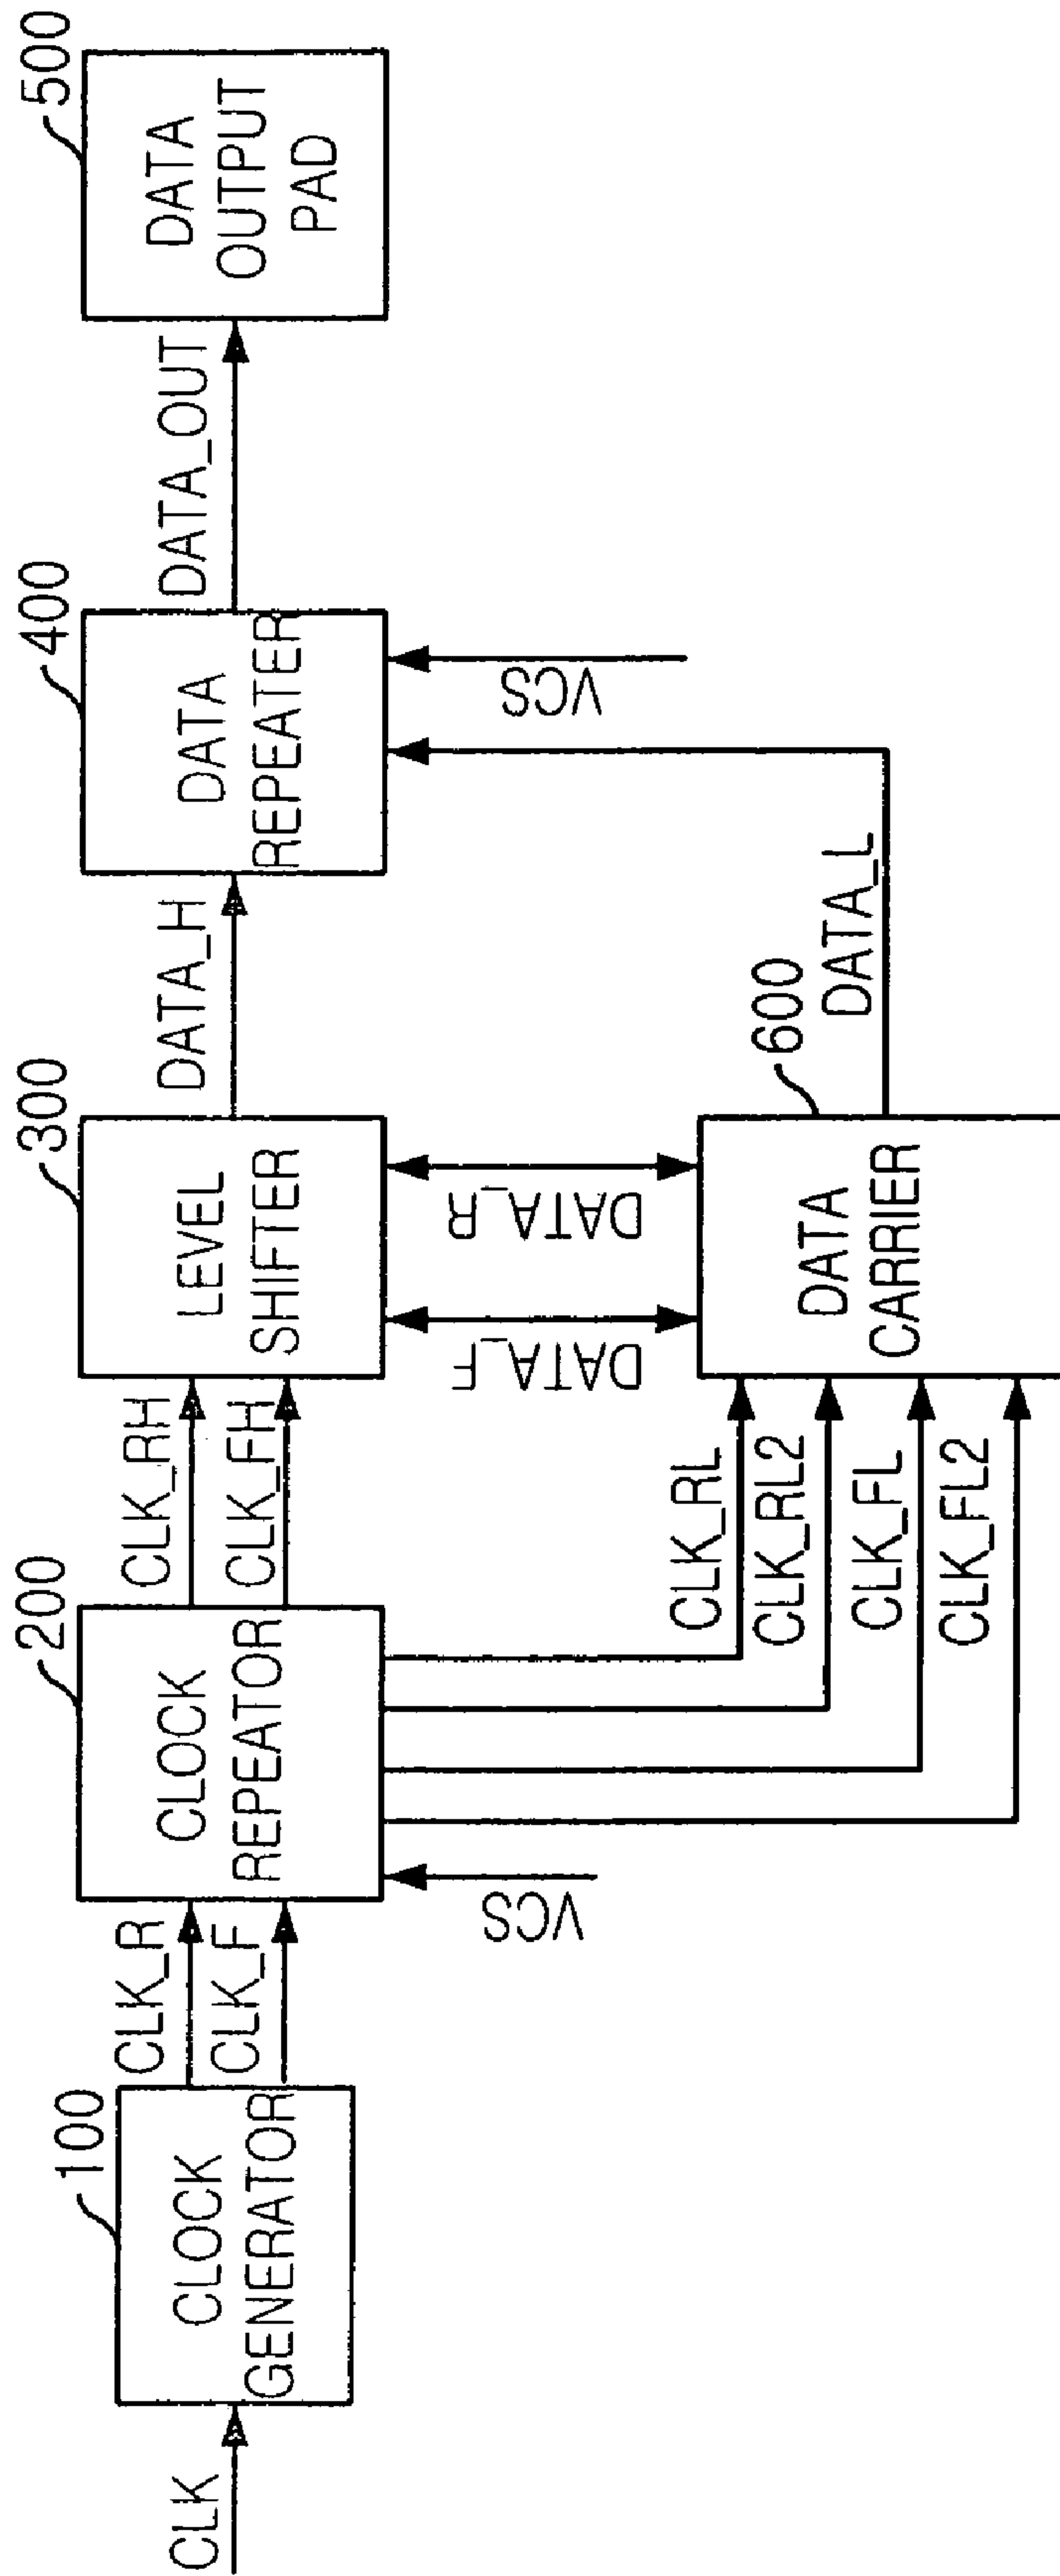 CLK
100
CLOCK
GENERATOR
CLK_R
CLK_F
200
CLOCK
REPEATOR
VCS
CLK_RH
CLK_FH
CLK_RL
CLK_RL2
CLK_FL
CLK_FL2
300
LEVEL
SHIFTER
DATA_F
DATA_R
600
DATA
CARRIER
DATA_H
DATA_L
400
DATA
REPEATER
VCS
DATA_OUT
500
DATA
OUTPUT
PAD